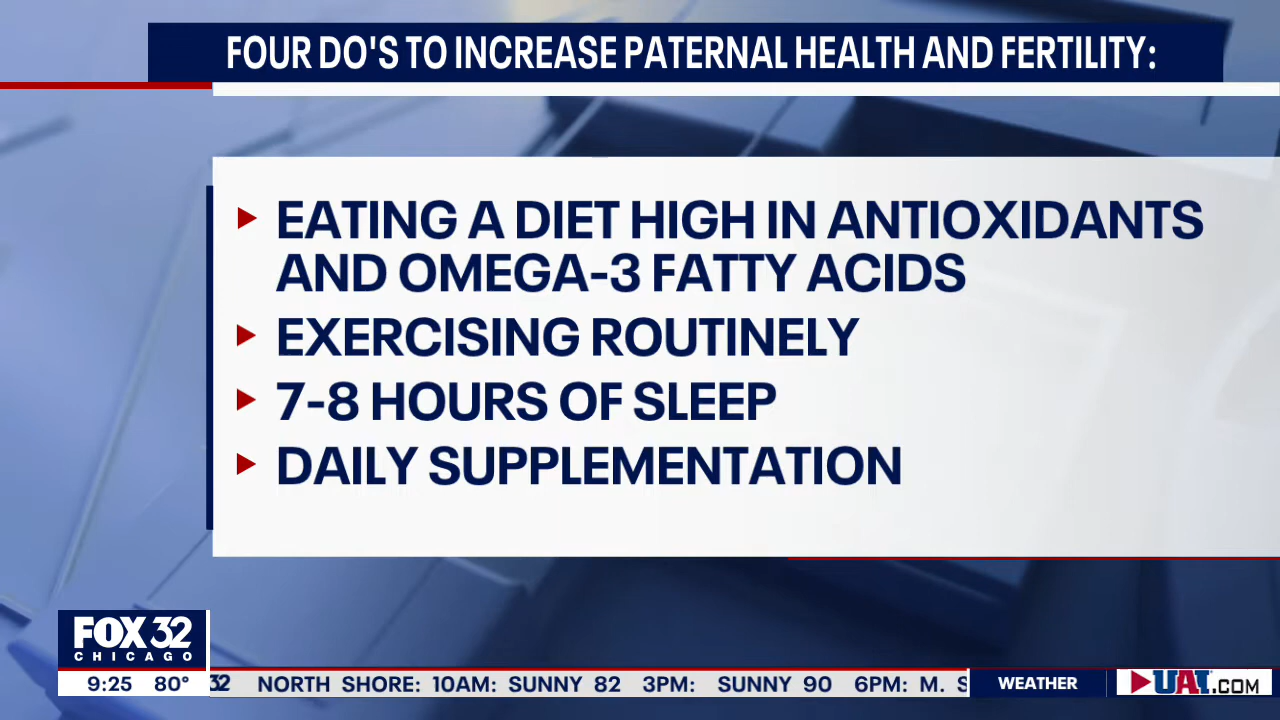 FOUR DO'S TO INCREASE PATERNAL HEALTH AND FERTILITY:
EATING A DIET HIGH IN ANTIOXIDANTS
AND OMEGA-3 FATTY ACIDS
EXERCISING ROUTINELY
7-8 HOURS OF SLEEP
DAILY SUPPLEMENTATION
FOX 32
CHICAGO
9:25 80° 32 NORTH SHORE: 10AM: SUNNY 82 3PM: SUNNY 90 6PM: M. S WEATHER UATI.COM